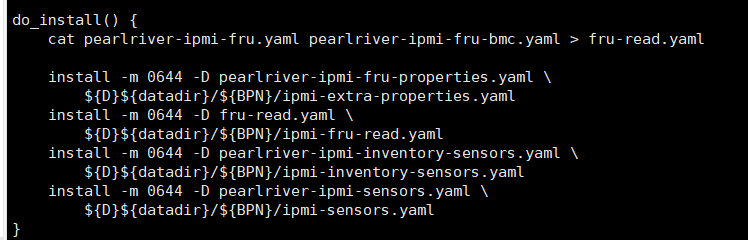 do_install() {
    cat pearlriver-ipmi-fru.yaml pearlriver-ipmi-fru-bmc.yaml > fru-read.yaml

    install -m 0644 -D pearlriver-ipmi-fru-properties.yaml \
        ${D}${datadir}/${BPN}/ipmi-extra-properties.yaml
    install -m 0644 -D fru-read.yaml \
        ${D}${datadir}/${BPN}/ipmi-fru-read.yaml
    install -m 0644 -D pearlriver-ipmi-inventory-sensors.yaml \
        ${D}${datadir}/${BPN}/ipmi-inventory-sensors.yaml
    install -m 0644 -D pearlriver-ipmi-sensors.yaml \
        ${D}${datadir}/${BPN}/ipmi-sensors.yaml
}